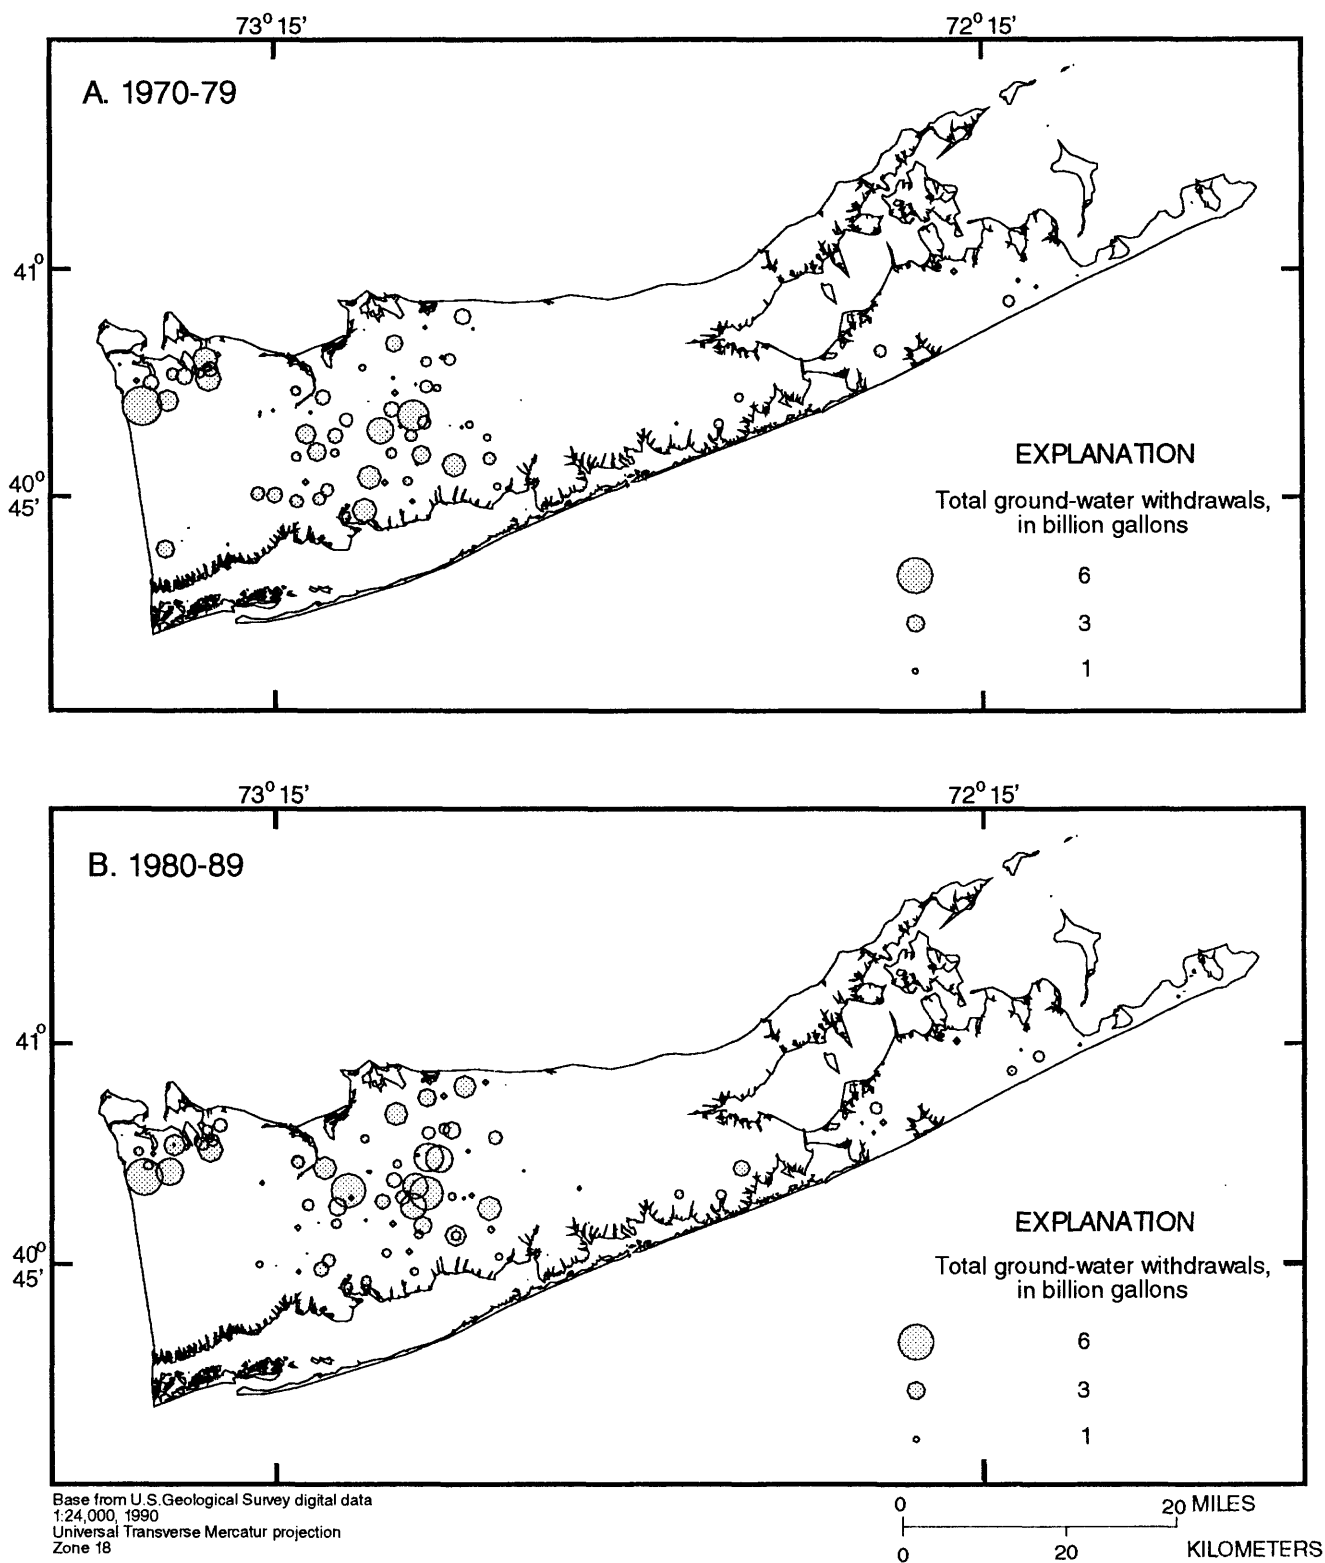 73° 15'
72° 15'
A. 1970-79
41°
40°
45'
EXPLANATION
Total ground-water withdrawals,
in billion gallons
6
3
1
73° 15'
72° 15'
B. 1980-89
41°
40°
45'
EXPLANATION
Total ground-water withdrawals,
in billion gallons
6
3
1
Base from U.S.Geological Survey digital data
1:24,000, 1990
Universal Transverse Mercatur projection
Zone 18
0 20 MILES
0 20 KILOMETERS